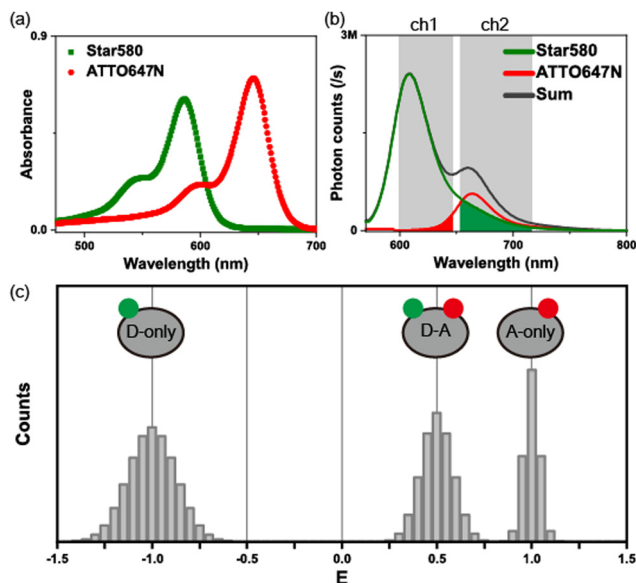 (a)
0.9
Star580
ATTO647N
Absorbance
0.0
500
600
700
Wavelength (nm)
(b)
ch1
ch2
3M
Star580
ATTO647N
Sum
Photon counts (/s)
0
600
700
800
Wavelength (nm)
(c)
D-only
D-A
A-only
Counts
-1.5
-1.0
-0.5
0.0
0.5
1.0
1.5
E